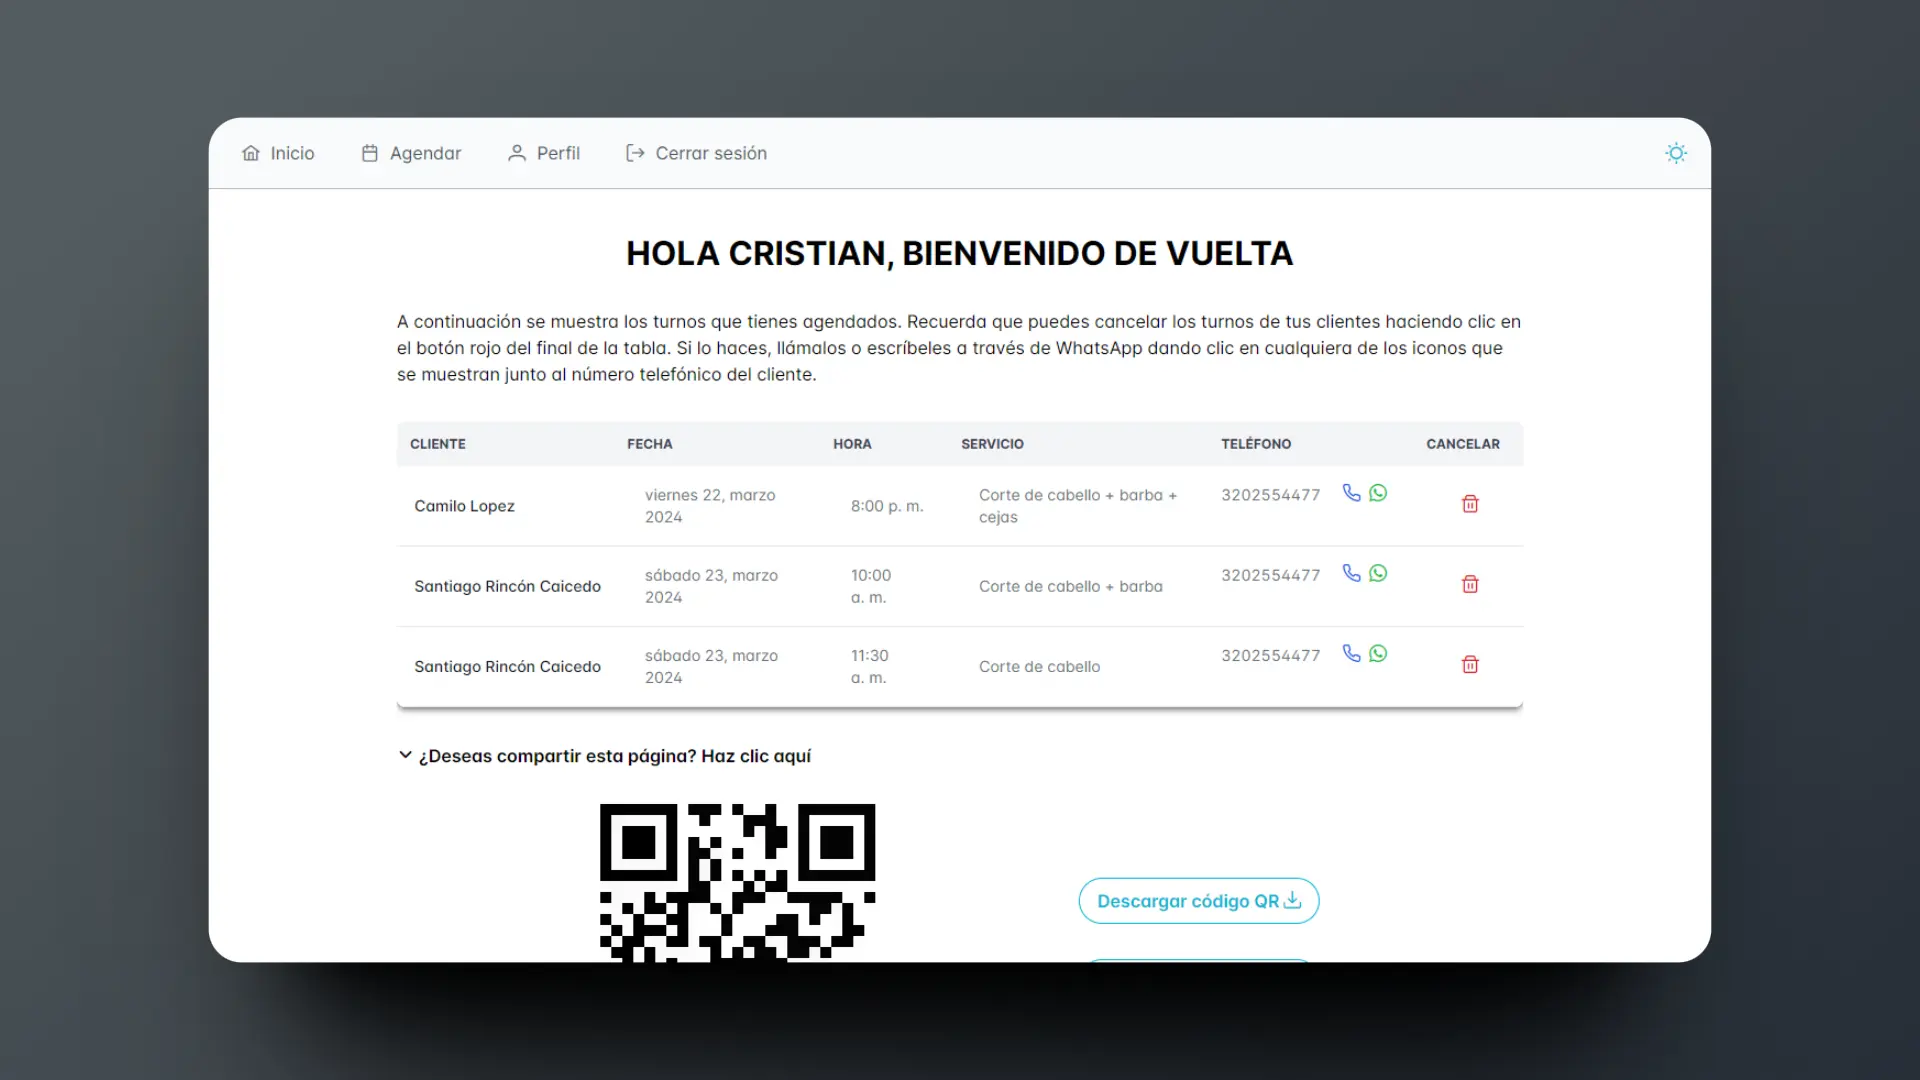 Inicio Agendar Perfil Cerrar sesión
HOLA CRISTIAN, BIENVENIDO DE VUELTA
A continuación se muestra los turnos que tienes agendados. Recuerda que puedes cancelar los turnos de tus clientes haciendo clic en
el botón rojo del final de la tabla. Si lo haces, llámalos o escríbeles a través de WhatsApp dando clic en cualquiera de los iconos que
se muestran junto al número telefónico del cliente.
CLIENTE FECHA HORA SERVICIO TELÉFONO CANCELAR
Camilo Lopez
viernes 22, marzo
2024
8:00 p. m.
Corte de cabello + barba +
cejas
3202554477
Santiago Rincón Caicedo
sábado 23, marzo
2024
10:00
a. m.
Corte de cabello + barba
3202554477
Santiago Rincón Caicedo
sábado 23, marzo
2024
11:30
a. m.
Corte de cabello
3202554477
¿Deseas compartir esta página? Haz clic aquí
Descargar código QR